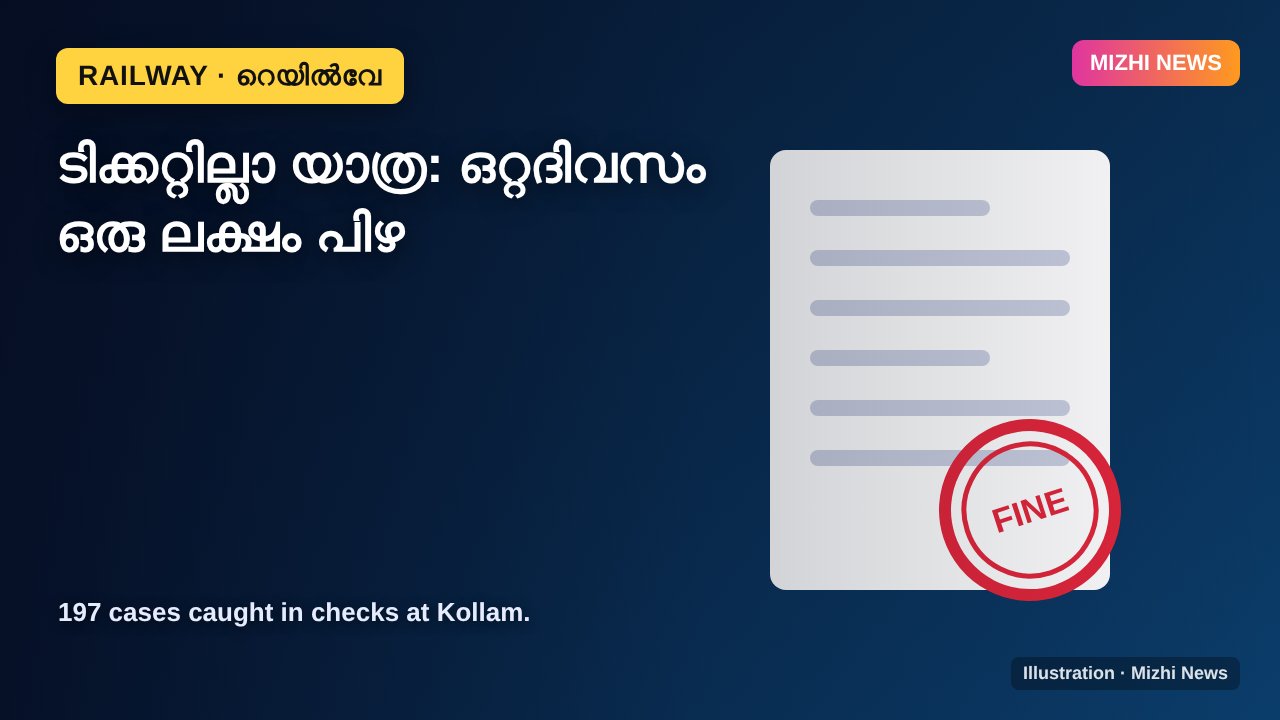 RAILWAY · റെയിൽവേ
MIZHI NEWS
ടിക്കറ്റില്ലാ യാത്ര: ഒറ്റദിവസം
ഒരു ലക്ഷം പിഴ
FINE
197 cases caught in checks at Kollam.
Illustration · Mizhi News